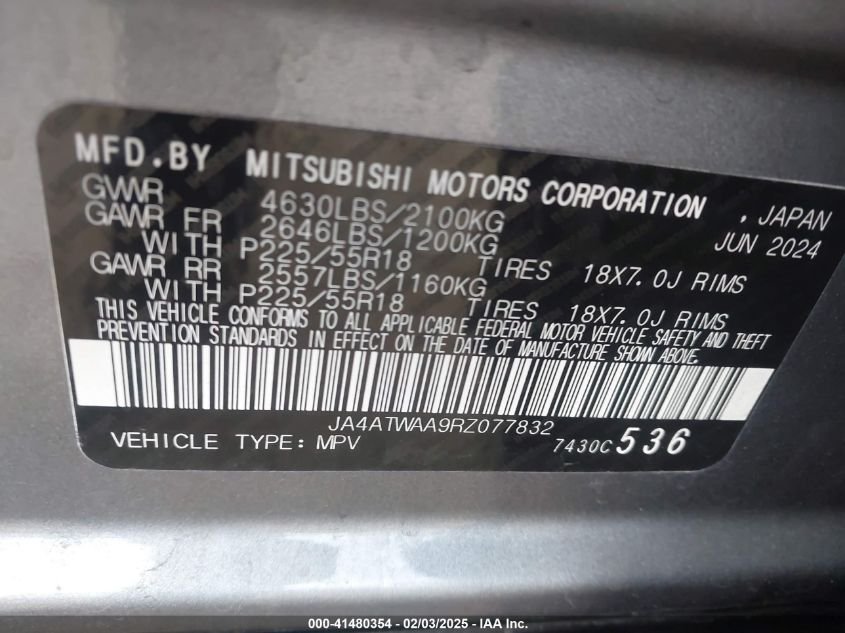 MFD.BY MITSUBISHI MOTORS CORPORATION , JAPAN
GVWR 4630LBS/2100KG JUN 2024
GAWR FR 2646LBS/1200KG
WITH P225/55R18 TIRES 18X7.0J RIMS
GAWR RR 2557LBS/1160KG
WITH P225/55R18 TIRES 18X7.0J RIMS
THIS VEHICLE CONFORMS TO ALL APPLICABLE FEDERAL MOTOR VEHICLE SAFETY AND THEFT
PREVENTION STANDARDS IN EFFECT ON THE DATE OF MANUFACTURE SHOWN ABOVE.
JA4ATWAA9RZ077832
VEHICLE TYPE: MPV 7430C 536
000-41480354 - 02/03/2025 - IAA Inc.